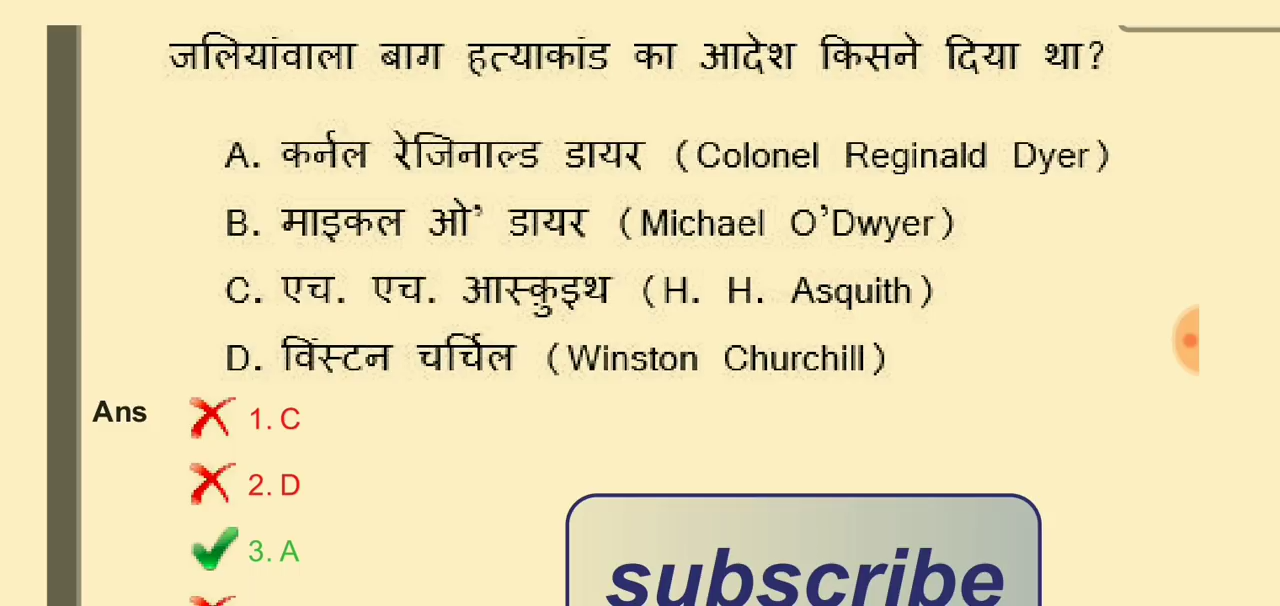 जलियांवाला बाग हत्याकांड का आदेश किसने दिया था?
A. कर्नल रेजिनाल्ड डायर (Colonel Reginald Dyer)
B. माइकल ओ’ डायर (Michael O’Dwyer)
C. एच. एच. आस्कुइथ (H. H. Asquith)
D. विंस्टन चर्चिल (Winston Churchill)
Ans 1. C
2. D
3. A
subscribe